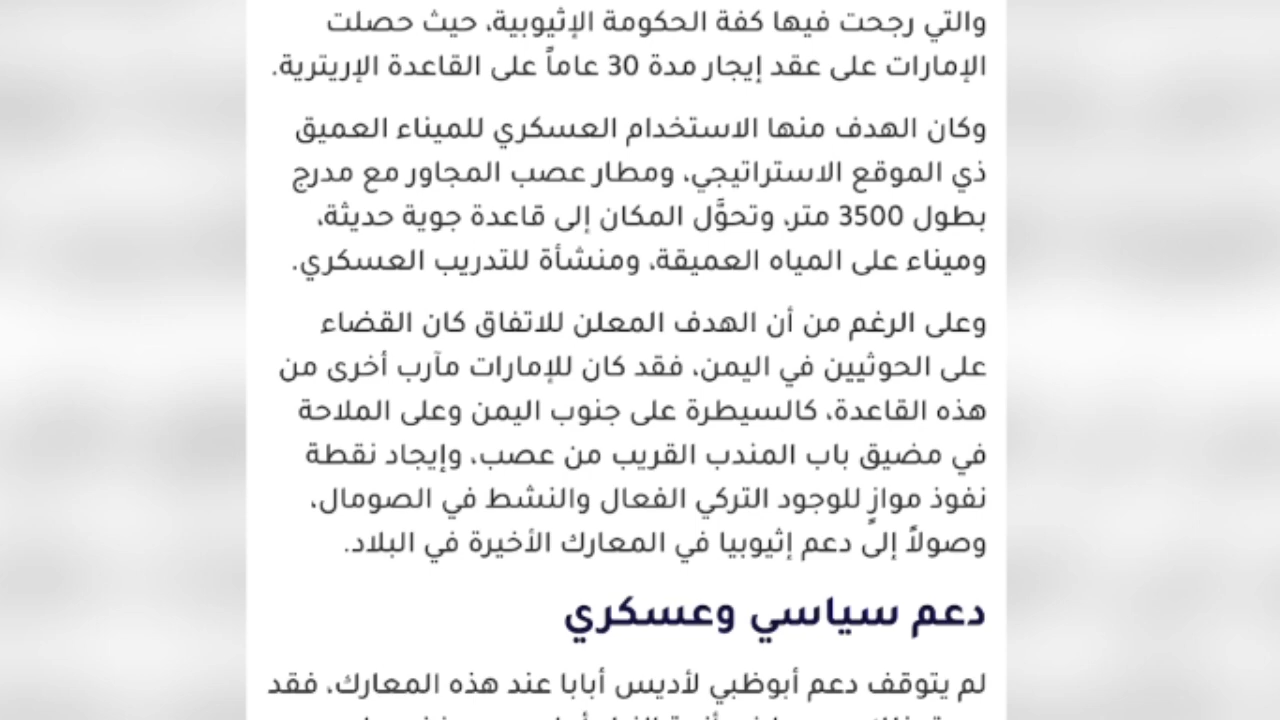 والتي رجحت فيها كفة الحكومة الإثيوبية، حيث حصلت
الإمارات على عقد إيجار مدة 30 عاماً على القاعدة الإريترية.
وكان الهدف منها الاستخدام العسكري للميناء العميق
ذي الموقع الاستراتيجي، ومطار عصب المجاور مع مدرج
بطول 3500 متر، وتحوَّل المكان إلى قاعدة جوية حديثة،
وميناء على المياه العميقة، ومنشأة للتدريب العسكري.
وعلى الرغم من أن الهدف المعلن للاتفاق كان القضاء
على الحوثيين في اليمن، فقد كان للإمارات مآرب أخرى من
هذه القاعدة، كالسيطرة على جنوب اليمن وعلى الملاحة
في مضيق باب المندب القريب من عصب، وإيجاد نقطة
نفوذ موازٍ للوجود التركي الفعال والنشط في الصومال،
وصولاً إلى دعم إثيوبيا في المعارك الأخيرة في البلاد.
دعم سياسي وعسكري
لم يتوقف دعم أبوظبي لأديس أبابا عند هذه المعارك، فقد